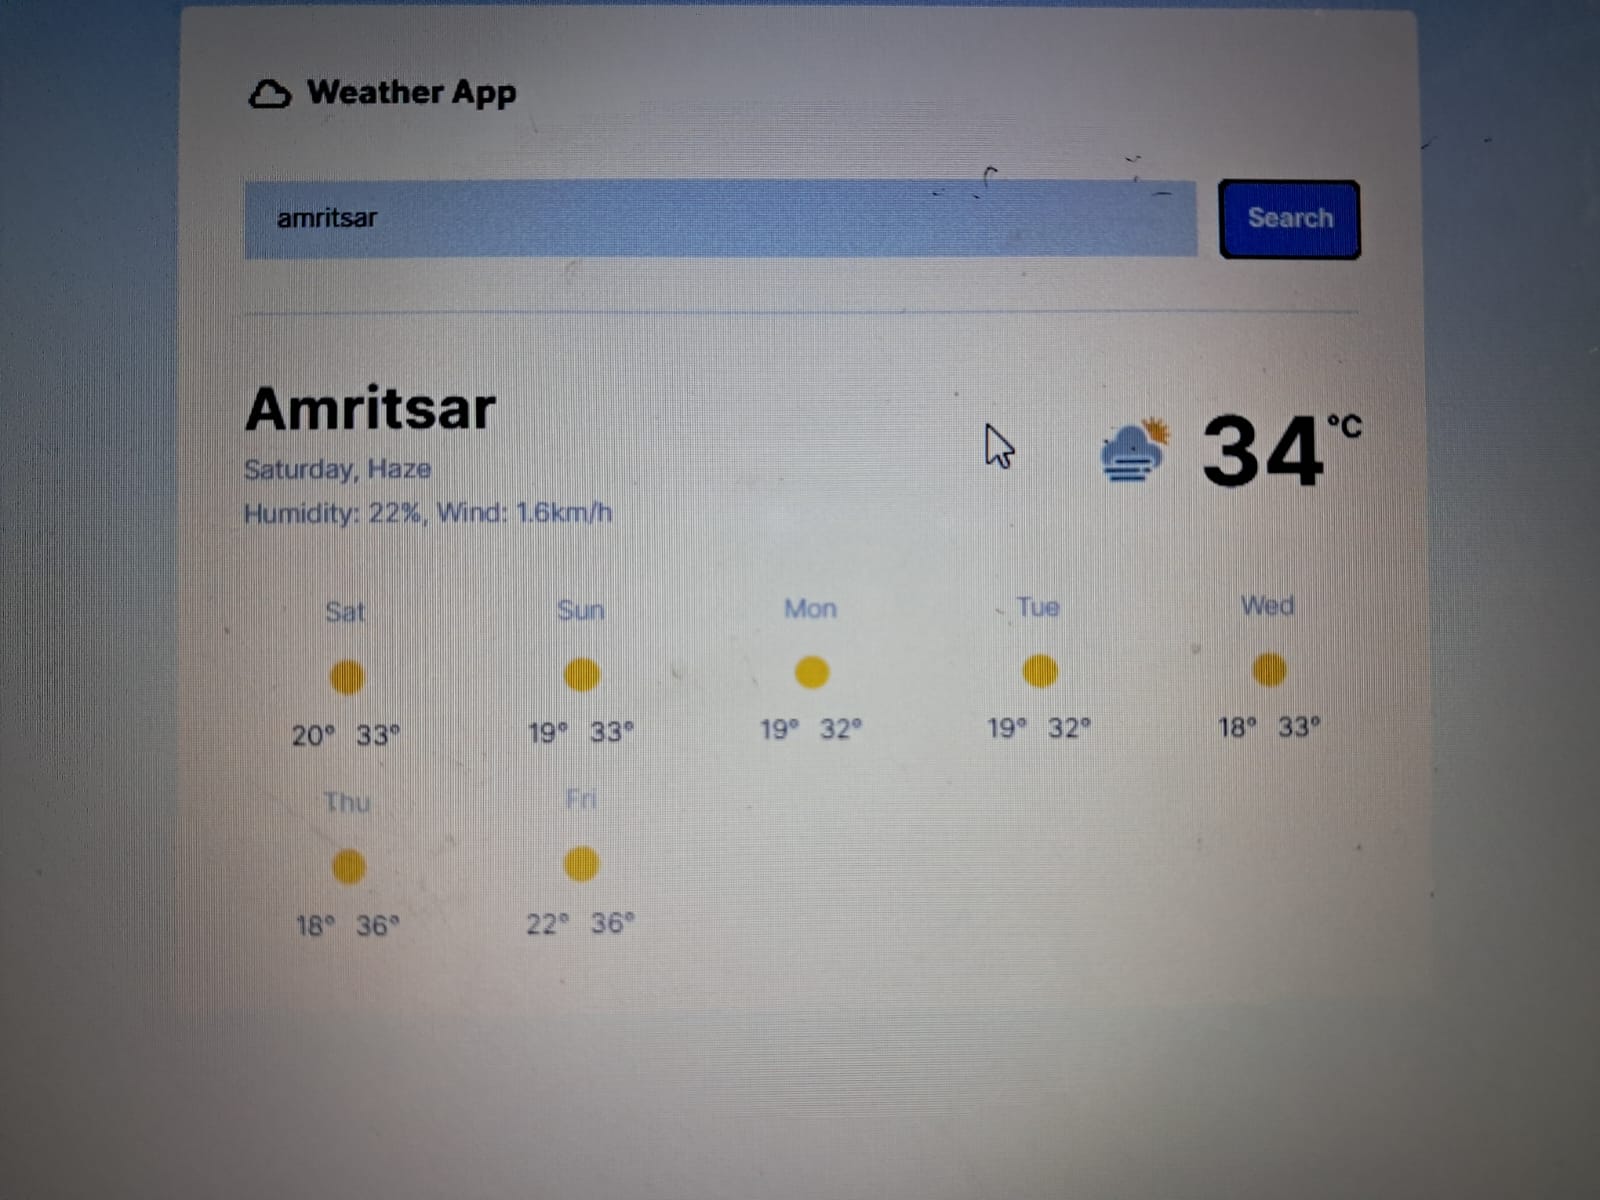 Weather App
amritsar
Search
Amritsar
34°C
Saturday, Haze
Humidity: 22%, Wind: 1.6km/h
Sat Sun Mon Tue Wed
20° 33° 19° 33° 19° 32° 19° 32° 18° 33°
Thu Fri
18° 36° 22° 36°